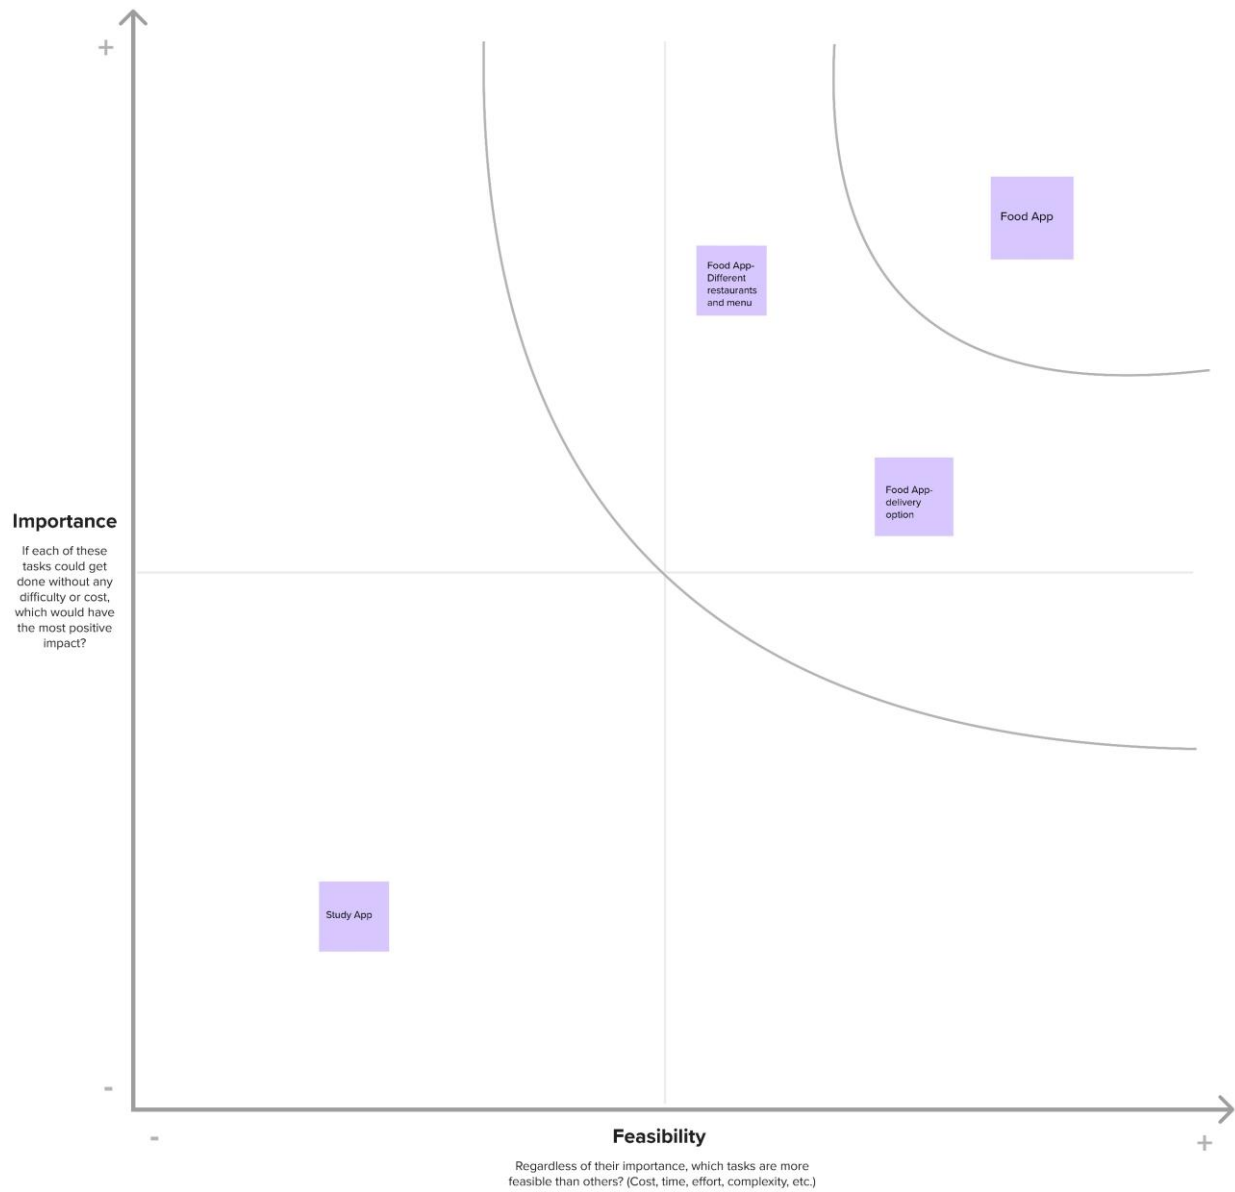 +
Food App
Food App-
Different
restaurants
and menu
Food App-
delivery
option
Importance
If each of these
tasks could get
done without any
difficulty or cost,
which would have
the most positive
impact?
Study App
-
-
Feasibility
+
Regardless of their importance, which tasks are more
feasible than others? (Cost, time, effort, complexity, etc.)